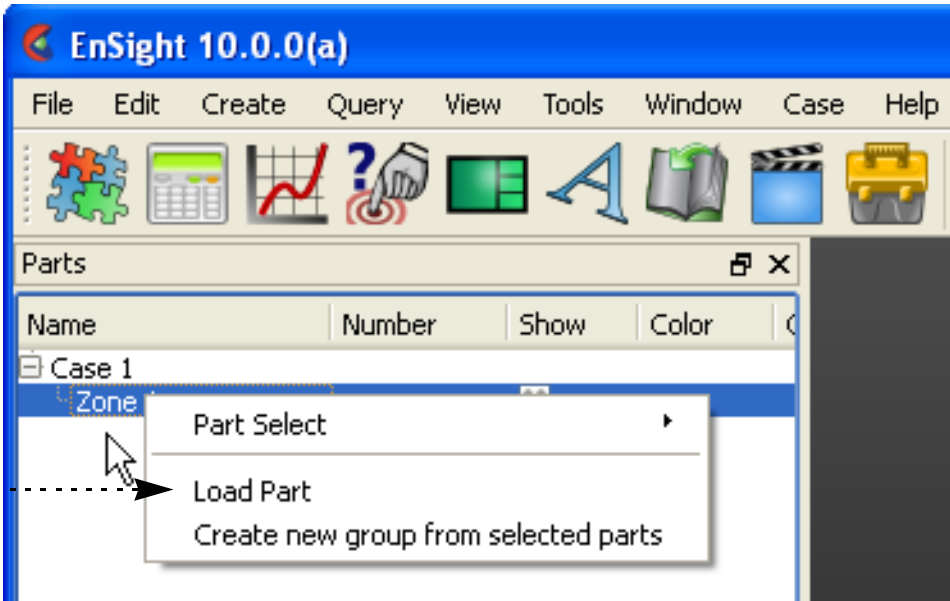 EnSight 10.0.0(a)
File Edit Create Query View Tools Window Case Help
Parts
Name Number Show Color
Case 1
Zone
Part Select
Load Part
Create new group from selected parts